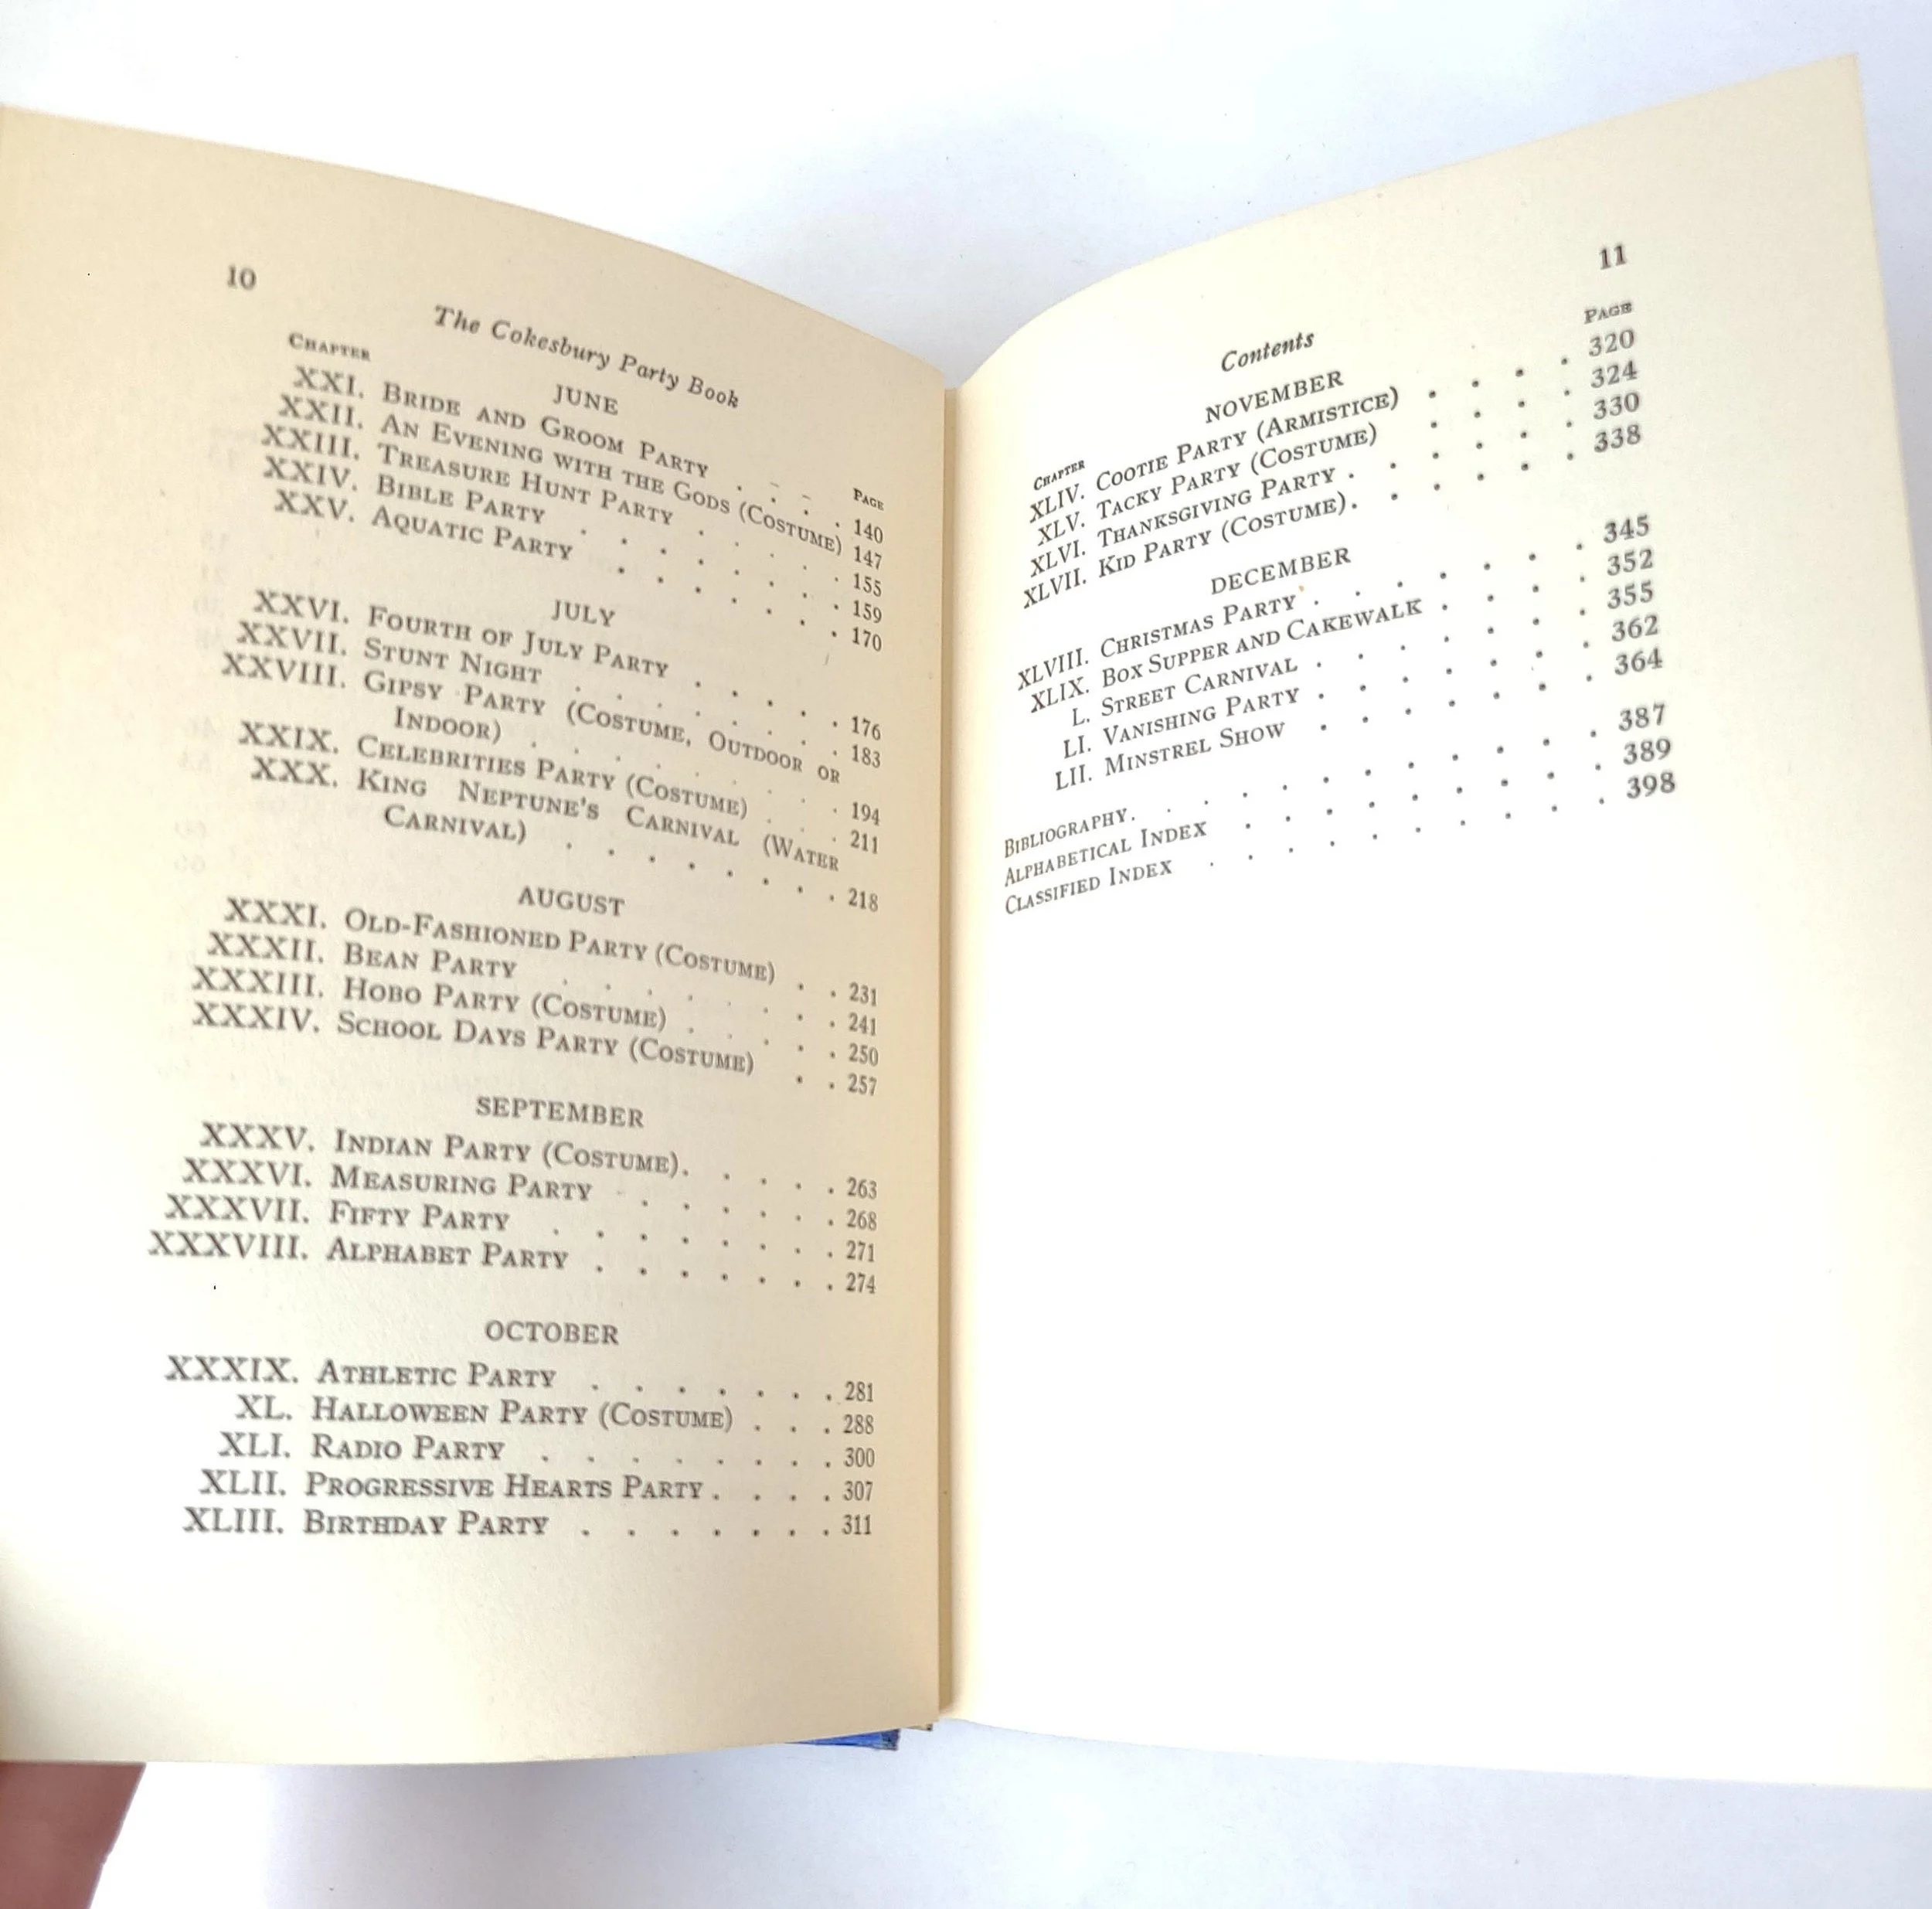 10
The Cokesbury Party Book
CHAPTER
PAGE
JUNE
XXI. BRIDE AND GROOM PARTY . . . . 140
XXII. AN EVENING WITH THE GODS (COSTUME) 147
XXIII. TREASURE HUNT PARTY . . . . . 155
XXIV. BIBLE PARTY . . . . . . . . 159
XXV. AQUATIC PARTY . . . . . . . 170
JULY
XXVI. FOURTH OF JULY PARTY . . . . . 176
XXVII. STUNT NIGHT . . . . . . . . 183
XXVIII. GIPSY PARTY (COSTUME, OUTDOOR OR
INDOOR) . . . . . . . . . 194
XXIX. CELEBRITIES PARTY (COSTUME) . . . 211
XXX. KING NEPTUNE'S CARNIVAL (WATER
CARNIVAL) . . . . . . . . 218
AUGUST
XXXI. OLD-FASHIONED PARTY (COSTUME) . . 231
XXXII. BEAN PARTY . . . . . . . . 241
XXXIII. HOBO PARTY (COSTUME) . . . . . 250
XXXIV. SCHOOL DAYS PARTY (COSTUME) . . 257
SEPTEMBER
XXXV. INDIAN PARTY (COSTUME). . . . . 263
XXXVI. MEASURING PARTY . . . . . . 268
XXXVII. FIFTY PARTY . . . . . . . . 271
XXXVIII. ALPHABET PARTY . . . . . . . 274
OCTOBER
XXXIX. ATHLETIC PARTY . . . . . . . 281
XL. HALLOWEEN PARTY (COSTUME) . . . 288
XLI. RADIO PARTY . . . . . . . . 300
XLII. PROGRESSIVE HEARTS PARTY . . . . 307
XLIII. BIRTHDAY PARTY . . . . . . . 311
11
Contents
CHAPTER
PAGE
NOVEMBER
XLIV. COOTIE PARTY (ARMISTICE) . . . . 320
XLV. TACKY PARTY (COSTUME) . . . . 324
XLVI. THANKSGIVING PARTY . . . . . . 330
XLVII. KID PARTY (COSTUME). . . . . . 338
DECEMBER
XLVIII. CHRISTMAS PARTY . . . . . . . 345
XLIX. BOX SUPPER AND CAKEWALK . . . . 352
L. STREET CARNIVAL . . . . . . . 355
LI. VANISHING PARTY . . . . . . . 362
LII. MINSTREL SHOW . . . . . . . 364
BIBLIOGRAPHY. . . . . . . . . . . 387
ALPHABETICAL INDEX . . . . . . . . . 389
CLASSIFIED INDEX . . . . . . . . . . 398